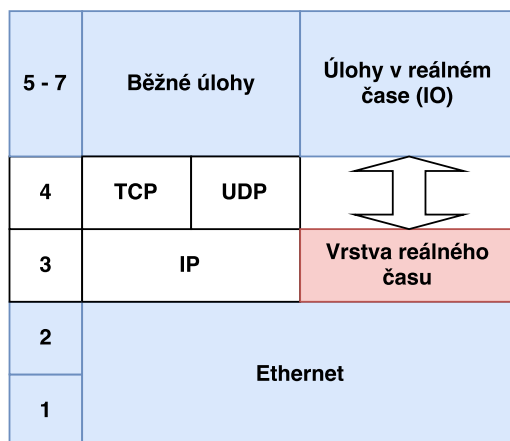 5 - 7
Běžné úlohy
Úlohy v reálném
čase (IO)
4
TCP
UDP
3
IP
Vrstva reálného
času
2
Ethernet
1